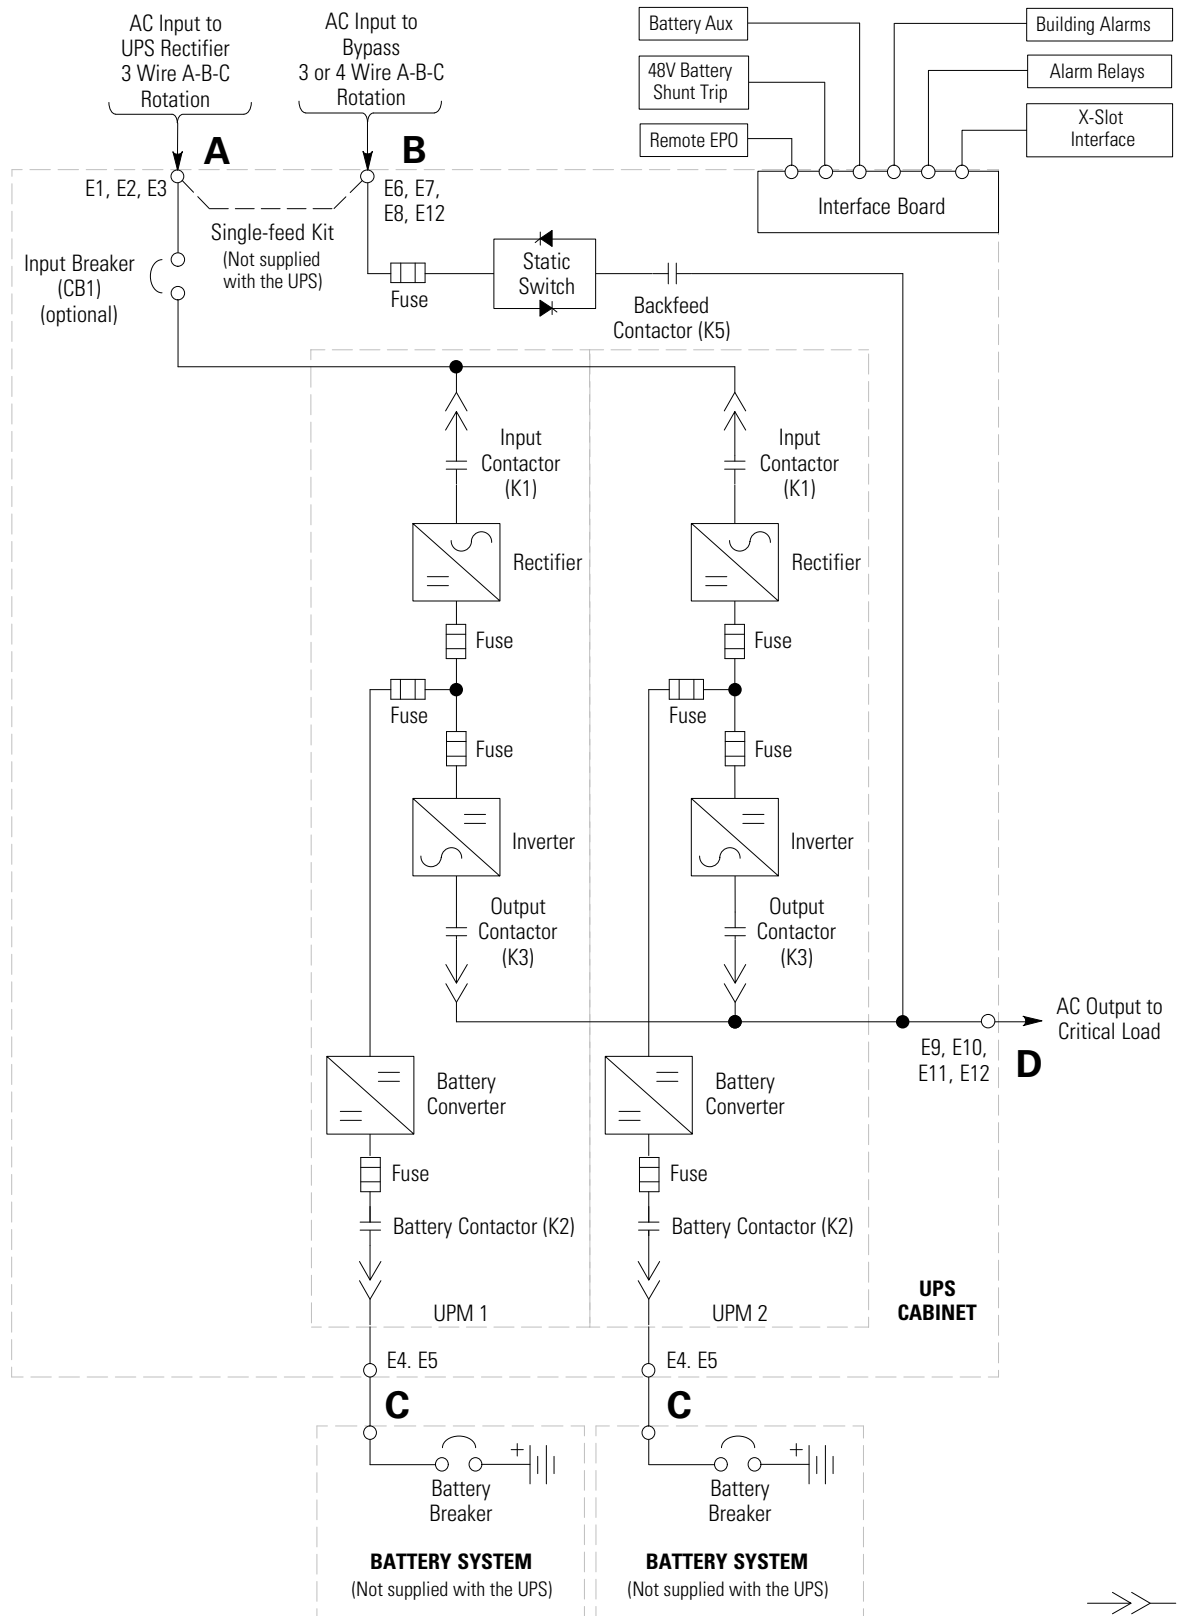 AC Input to
UPS Rectifier
3 Wire A-B-C
Rotation
AC Input to
Bypass
3 or 4 Wire A-B-C
Rotation
Battery Aux
48V Battery
Shunt Trip
Remote EPO
Building Alarms
Alarm Relays
X-Slot
Interface
A
B
E1, E2, E3
E6, E7,
E8, E12
Interface Board
Single-feed Kit
(Not supplied
with the UPS)
Input Breaker
(CB1)
(optional)
Fuse
Static
Switch
Backfeed
Contactor (K5)
Input
Contactor
(K1)
Input
Contactor
(K1)
Rectifier
Rectifier
Fuse
Fuse
Fuse
Fuse
Fuse
Fuse
Inverter
Inverter
Output
Contactor
(K3)
Output
Contactor
(K3)
AC Output to
Critical Load
E9, E10,
E11, E12
D
Battery
Converter
Battery
Converter
Fuse
Fuse
Battery Contactor (K2)
Battery Contactor (K2)
UPM 1
UPM 2
UPS
CABINET
E4. E5
E4. E5
C
C
+
+
Battery
Breaker
Battery
Breaker
BATTERY SYSTEM
(Not supplied with the UPS)
BATTERY SYSTEM
(Not supplied with the UPS)